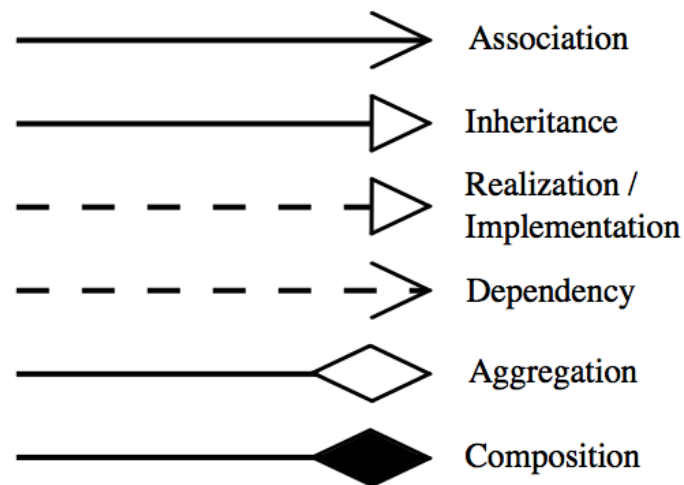 Association
Inheritance
Realization /
Implementation
Dependency
Aggregation
Composition